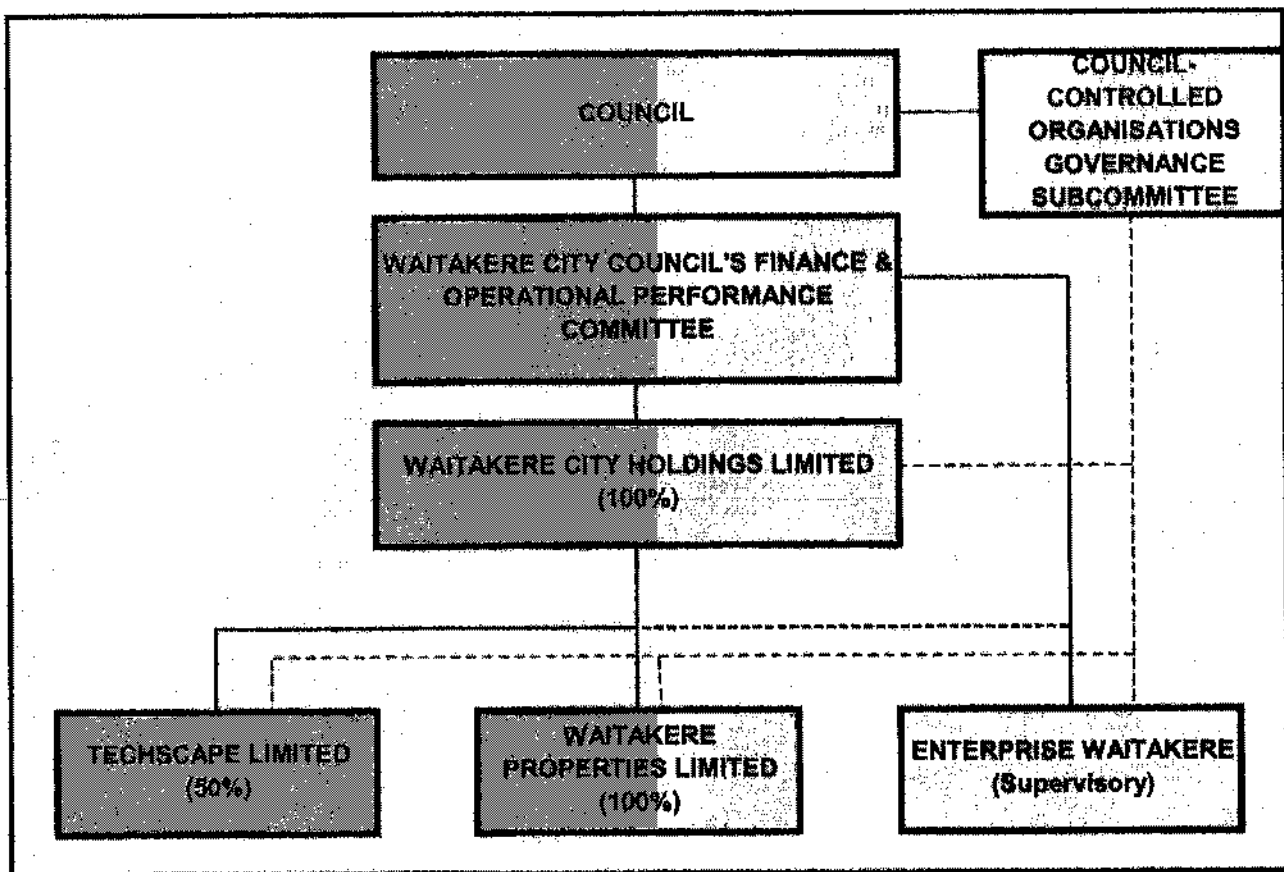 COUNCIL
COUNCIL-
CONTROLLED
ORGANISATIONS
GOVERNANCE
SUBCOMMITTEE
WAITAKERE CITY COUNCIL'S FINANCE &
OPERATIONAL PERFORMANCE
COMMITTEE
WAITAKERE CITY HOLDINGS LIMITED
(100%)
TECHSCAPE LIMITED
(50%)
WAITAKERE
PROPERTIES LIMITED
(100%)
ENTERPRISE WAITAKERE
(Supervisory)